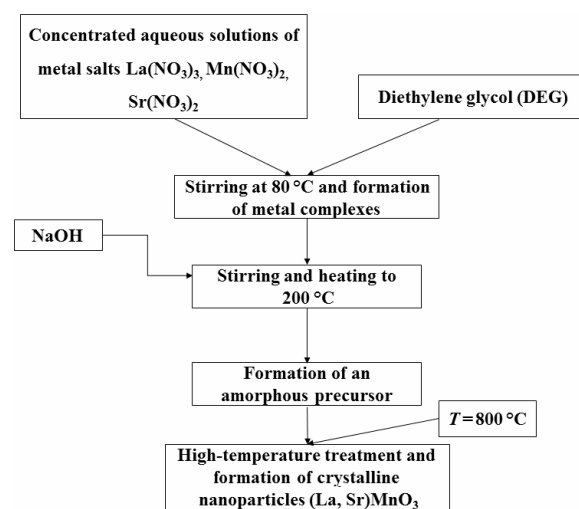 Concentrated aqueous solutions of
metal salts La(NO₃)₃, Mn(NO₃)₂,
Sr(NO₃)₂
Diethylene glycol (DEG)
Stirring at 80 °C and formation
of metal complexes
NaOH
Stirring and heating to
200 °C
Formation of an
amorphous precursor
T = 800 °C
High-temperature treatment and
formation of crystalline
nanoparticles (La, Sr)MnO₃